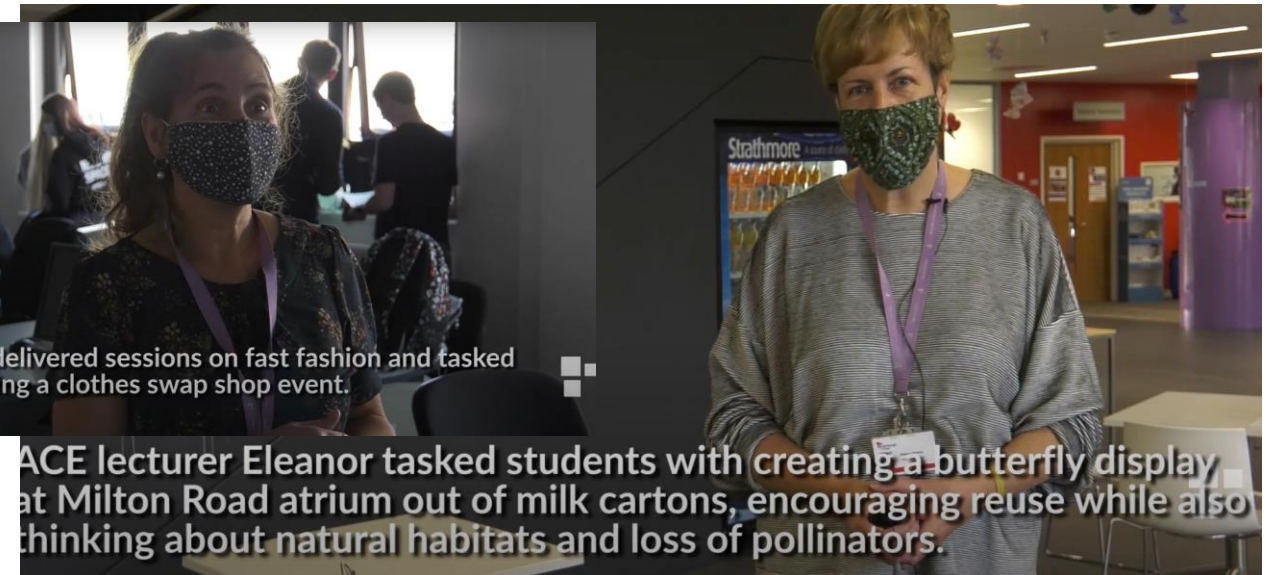 Strathmore
delivered sessions on fast fashion and tasked
ng a clothes swap shop event.
ACE lecturer Eleanor tasked students with creating a butterfly display
at Milton Road atrium out of milk cartons, encouraging reuse while also
thinking about natural habitats and loss of pollinators.